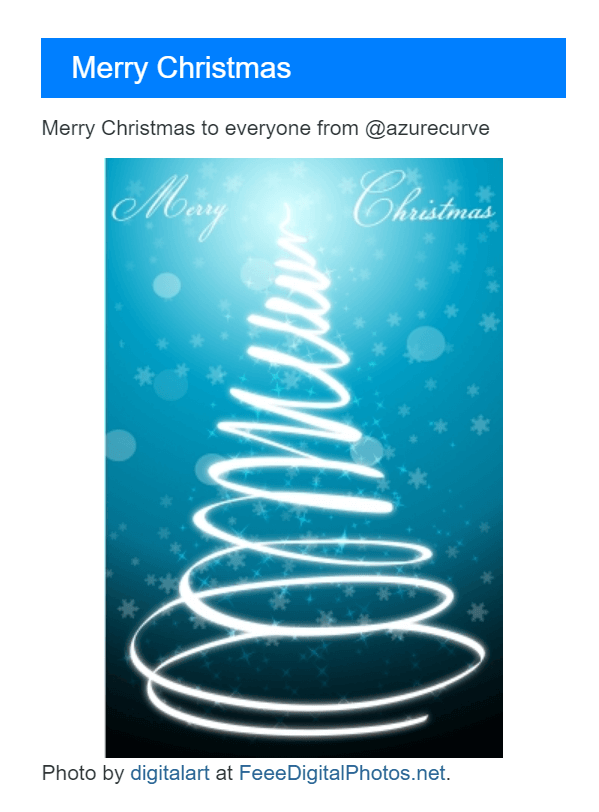 Merry Christmas
Merry Christmas to everyone from @azurecurve
Merry Christmas
Photo by digitalart at FeeeDigitalPhotos.net.